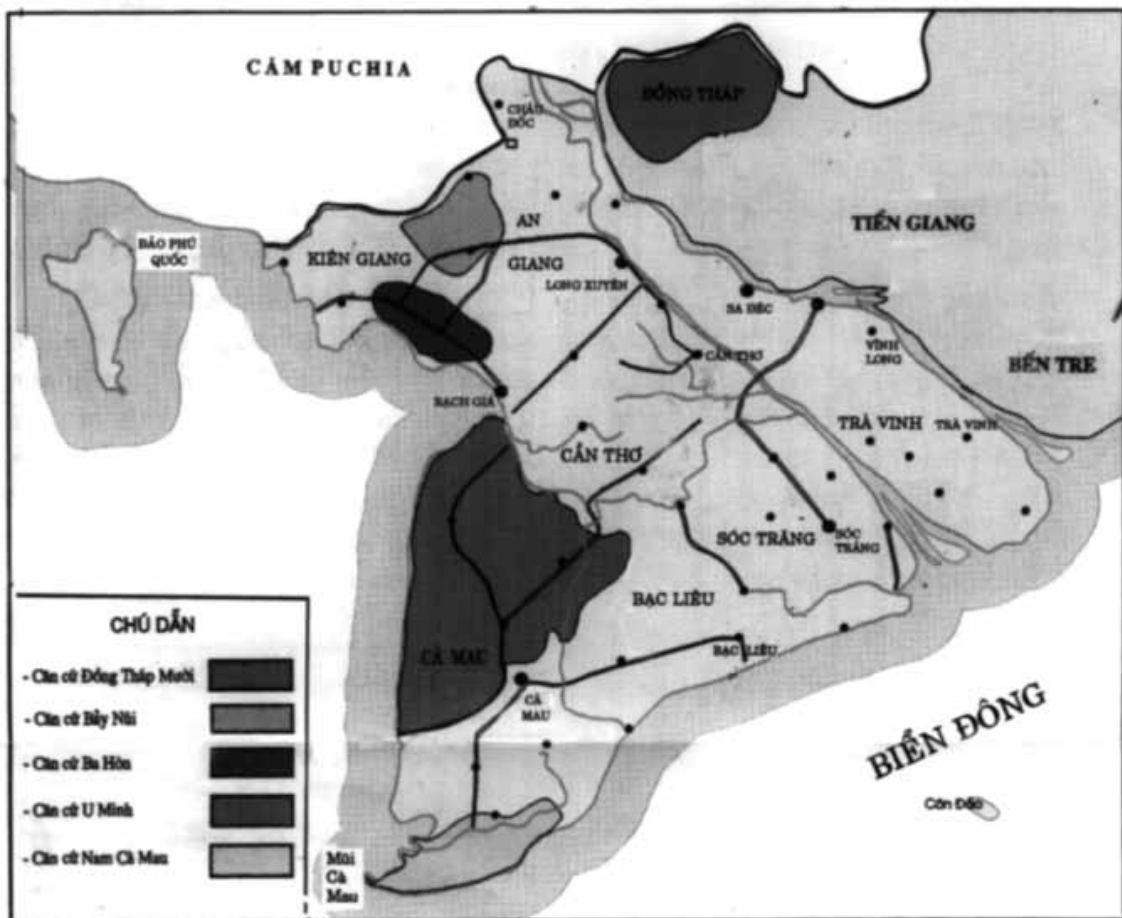 CĂMPUCHIA
ĐỒNG THÁP
CHÂU
ĐỐC
ĐẢO PHÚ
QUỐC
KIÊN GIANG
AN
GIANG
TIỀN GIANG
LONG XUYÊN
SA ĐÉC
VĨNH
LONG
CẦN THƠ
BẾN TRE
RẠCH GIÁ
TRÀ VINH
TRÀ VINH
CẦN THƠ
SÓC TRĂNG
SÓC
TRĂNG
BẠC LIÊU
BẠC LIÊU
CÀ MAU
CÀ
MAU
BIỂN ĐÔNG
Côn Đảo
Mũi
Cà
Mau
CHÚ DẪN
- Căn cứ Đồng Tháp Mười
- Căn cứ Bảy Núi
- Căn cứ Ba Hòn
- Căn cứ U Minh
- Căn cứ Nam Cà Mau